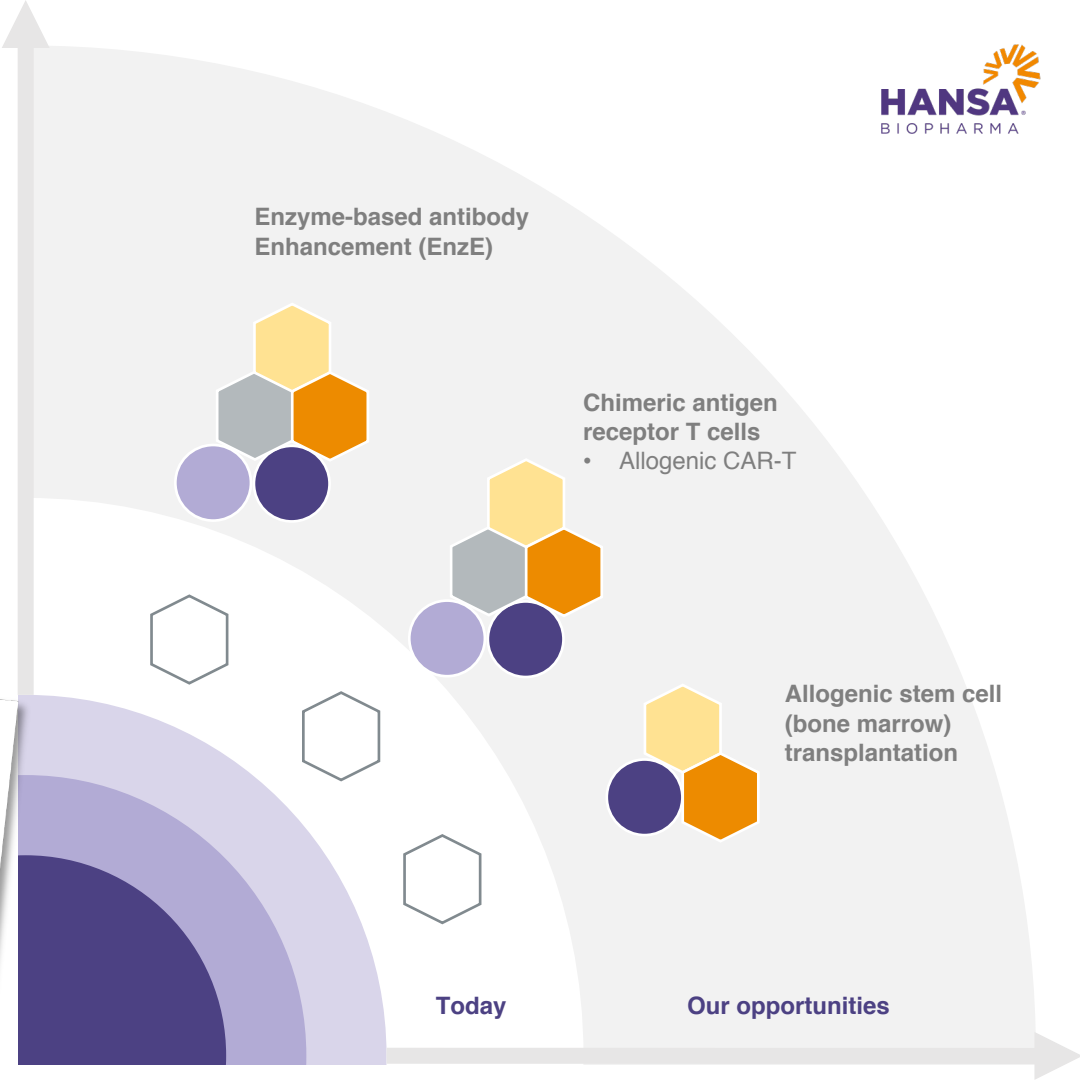 HANSA
BIOPHARMA
Enzyme-based antibody
Enhancement (EnzE)
Chimeric antigen
receptor T cells
• Allogenic CAR-T
Allogenic stem cell
(bone marrow)
transplantation
Today
Our opportunities